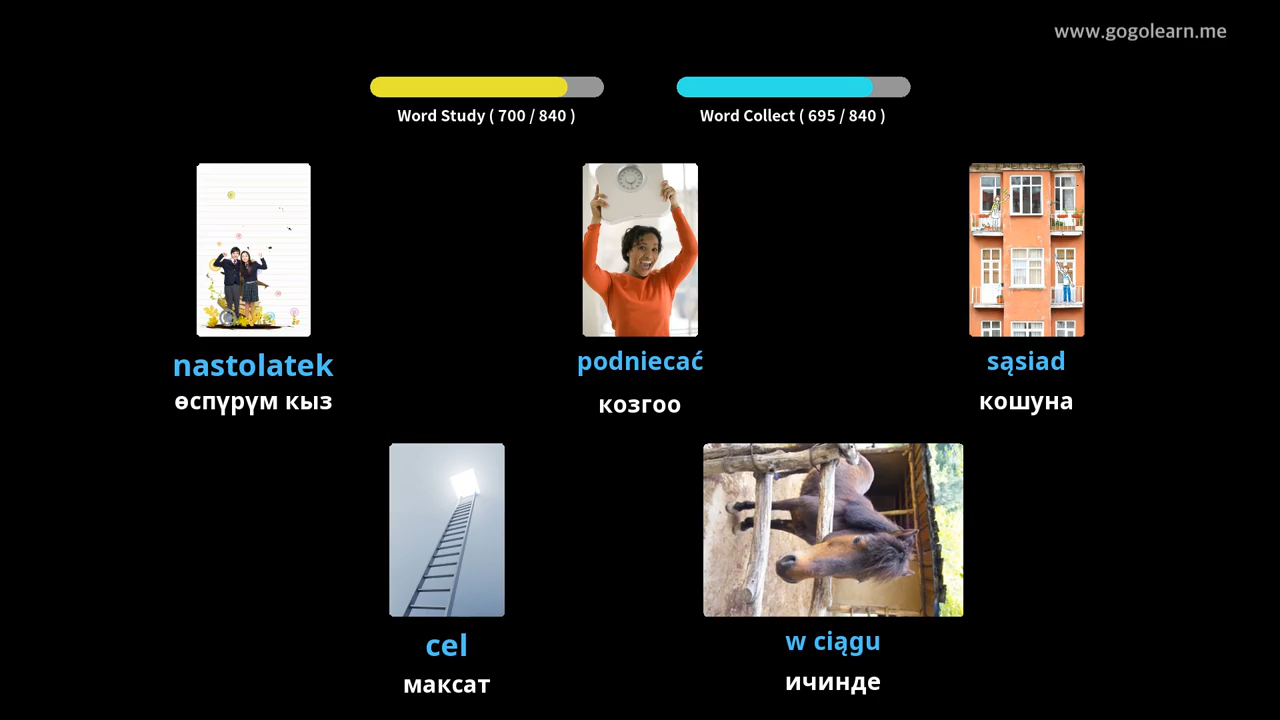 www.gogolearn.me
Word Study ( 700 / 840 )
Word Collect ( 695 / 840 )
nastolatek
өспүрүм кыз
podniecać
козгоо
sąsiad
кошуна
cel
максат
w ciągu
ичинде